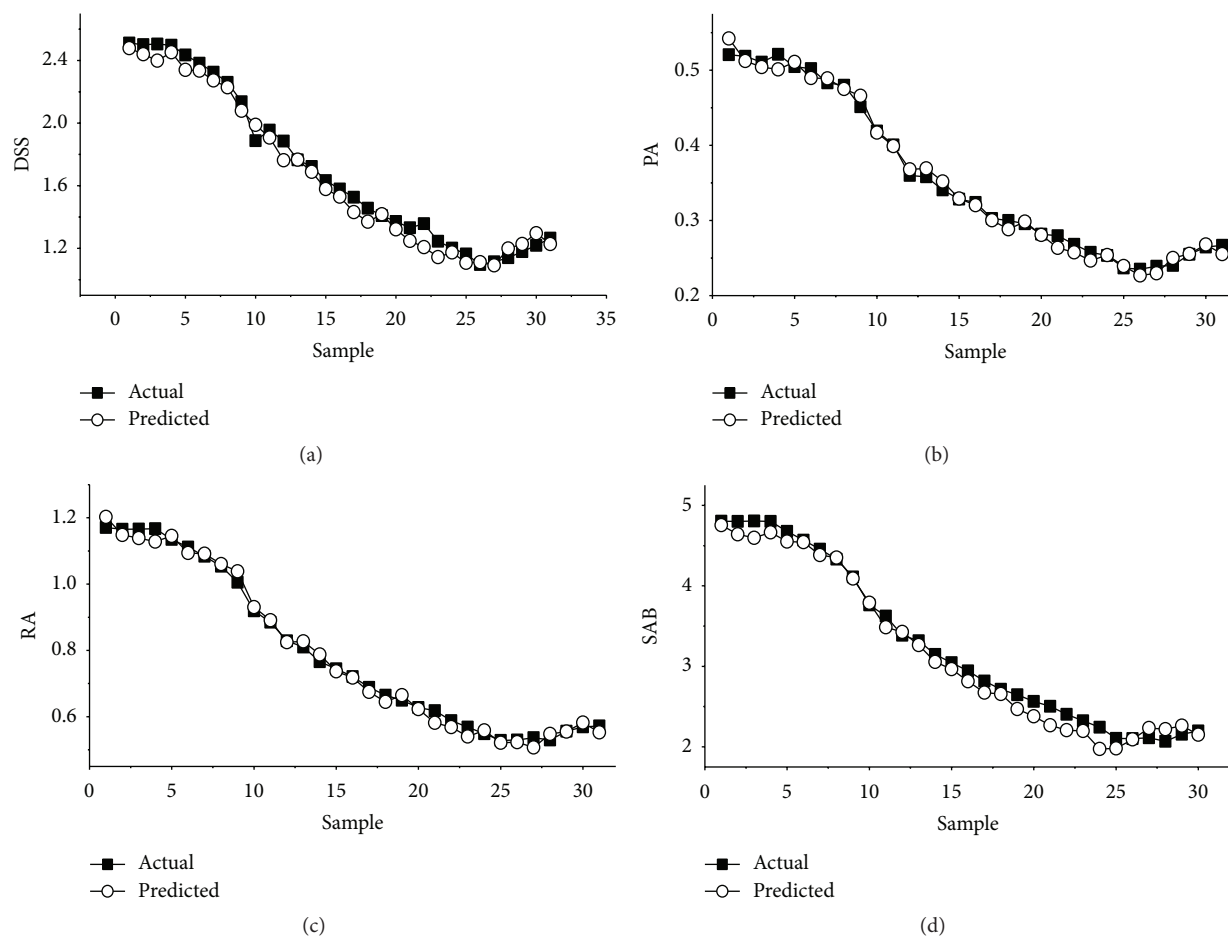 DSS
2.4
2.0
1.6
1.2
0 5 10 15 20 25 30 35
Sample
Actual
Predicted
(a)
PA
0.5
0.4
0.3
0.2
0 5 10 15 20 25 30
Sample
Actual
Predicted
(b)
RA
1.2
1.0
0.8
0.6
0 5 10 15 20 25 30
Sample
Actual
Predicted
(c)
SAB
5
4
3
2
0 5 10 15 20 25 30
Sample
Actual
Predicted
(d)